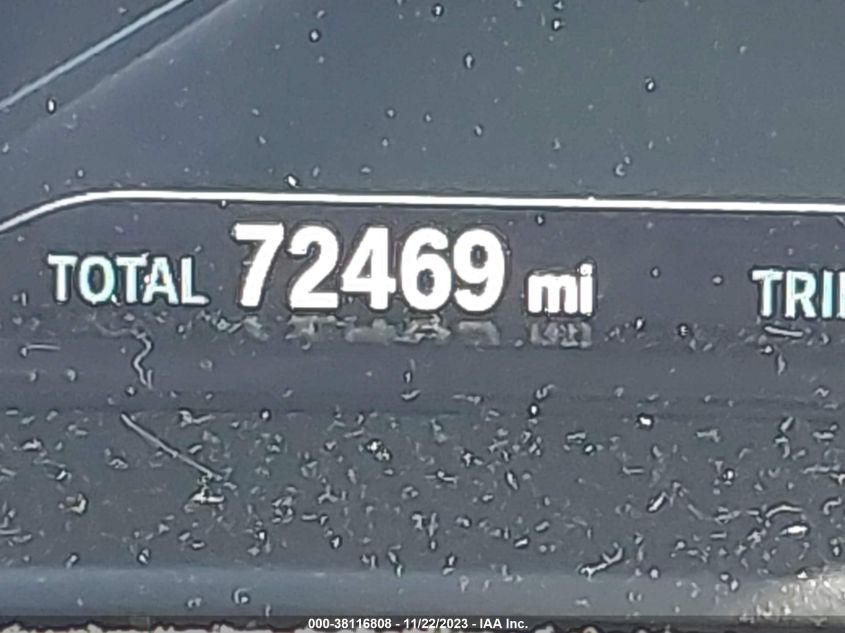 TOTAL 72469 mi TRI
000-38116808 - 11/22/2023 - IAA Inc.